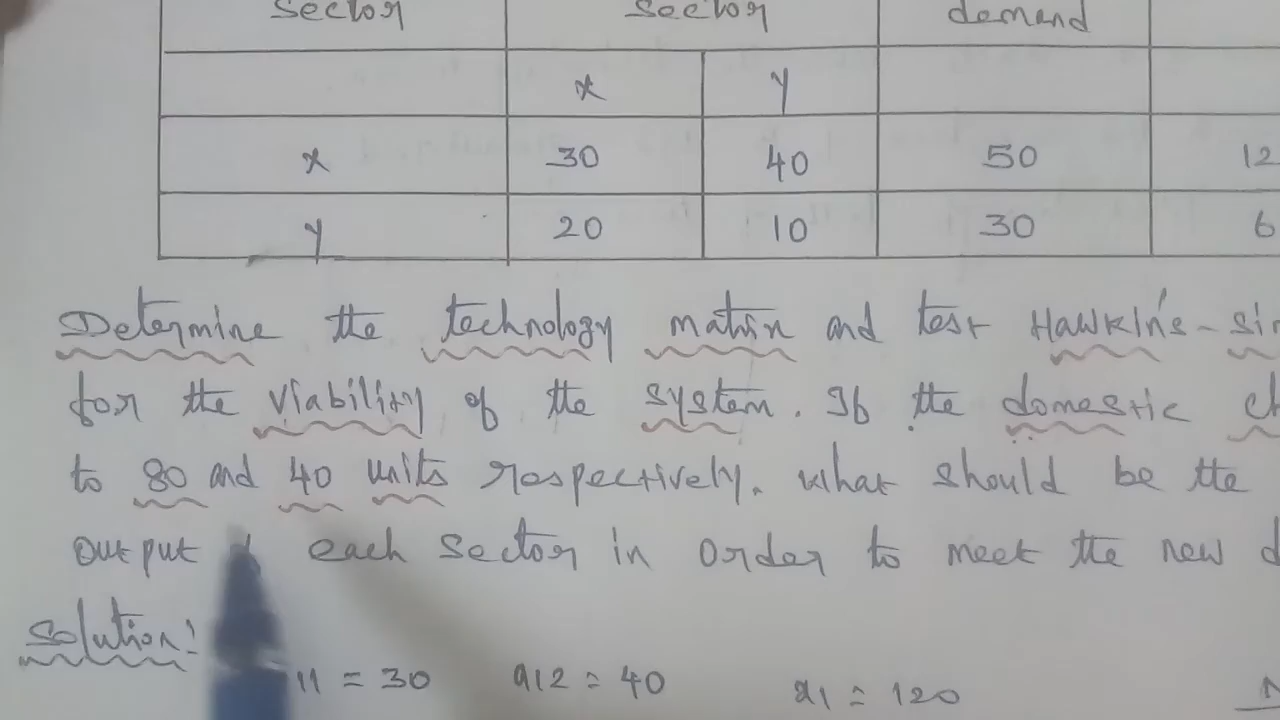 Sector Sector demand
x y
x 30 40 50 12
y 20 10 30 6
Determine the technology matrix and test Hawkin's - Si
for the viability of the system. If the domestic
to 80 and 40 units respectively. What should be the
output each Sector in order to meet the new d
Solution:
11 = 30 a12 = 40 x1 = 120